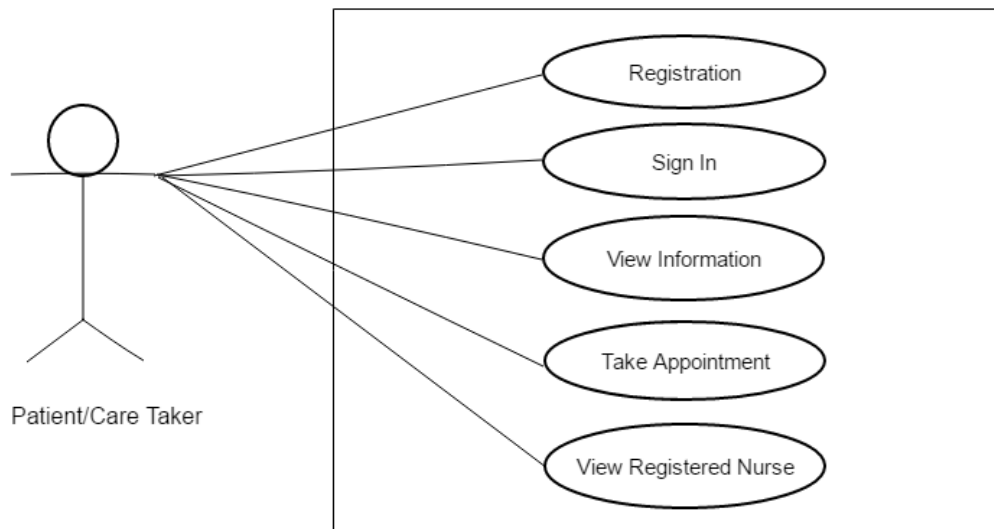 Registration
Sign In
View Information
Take Appointment
Patient/Care Taker
View Registered Nurse